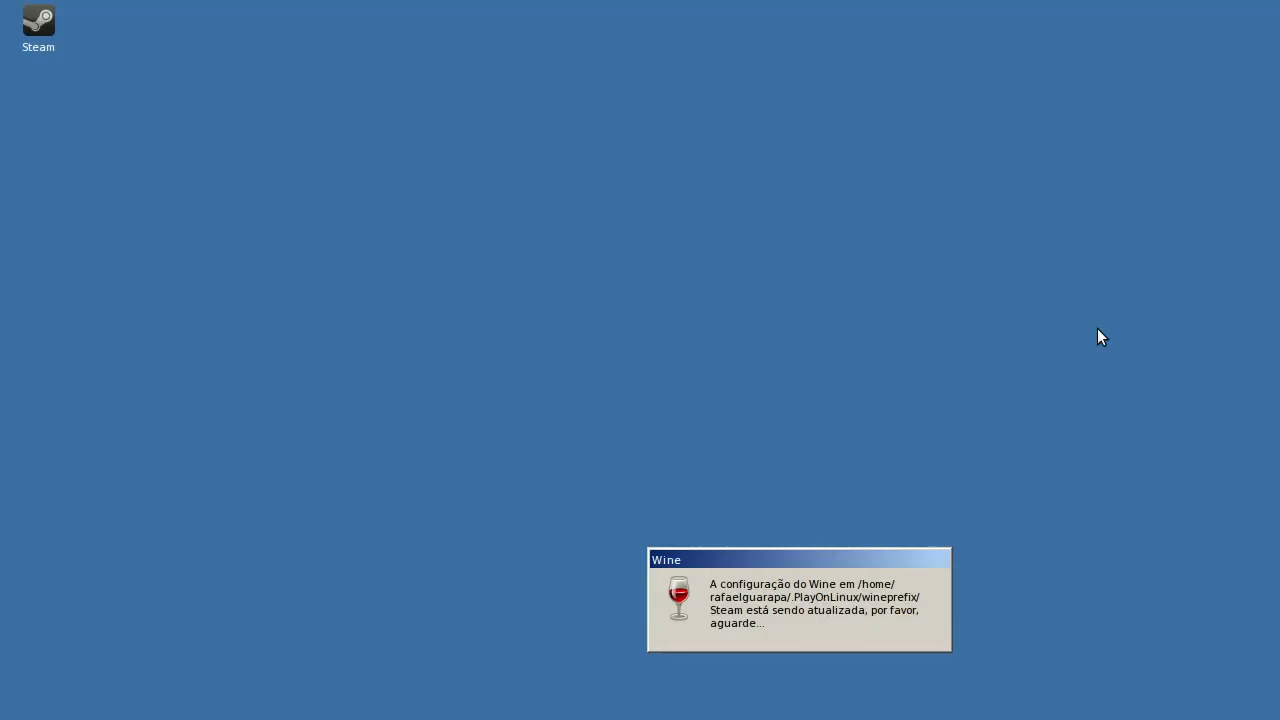 Steam
Wine
A configuração do Wine em /home/
rafaelguarapa/.PlayOnLinux/wineprefix/
Steam está sendo atualizada, por favor,
aguarde...